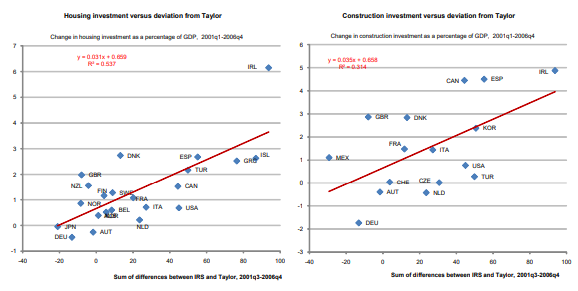 Housing investment versus deviation from Taylor
Change in housing investment as a percentage of GDP, 2001q1-2006q4
y = 0.031x + 0.659
R² = 0.537
7
6
5
4
3
2
1
0
-1
-40
-20
0
20
40
60
80
100
IRL
DNK
ESP
ISL
GBR
TUR
NZL
CAN
FIN
FRA
NOR
BEL
ITA
USA
JPN
NLD
DEU
AUT
Sum of differences between IRS and Taylor, 2001q3-2006q4
Construction investment versus deviation from Taylor
Change in construction investment as a percentage of GDP, 2001q1-2006q4
y = 0.035x + 0.658
6
5
4
3
2
1
0
-1
-2
-3
-40
-20
0
20
40
60
80
100
IRL
CAN
ESP
GBR
DNK
KOR
FRA
ITA
MEX
USA
TUR
CHE
CZE
AUT
NLD
DEU
Sum of differences between IRS and Taylor, 2001q3-2006q4